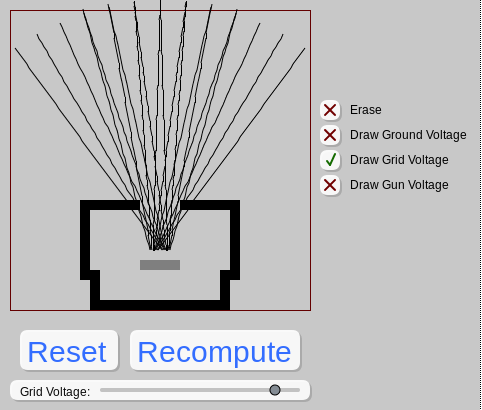 Erase
Draw Ground Voltage
Draw Grid Voltage
Draw Gun Voltage
Reset
Recompute
Grid Voltage: